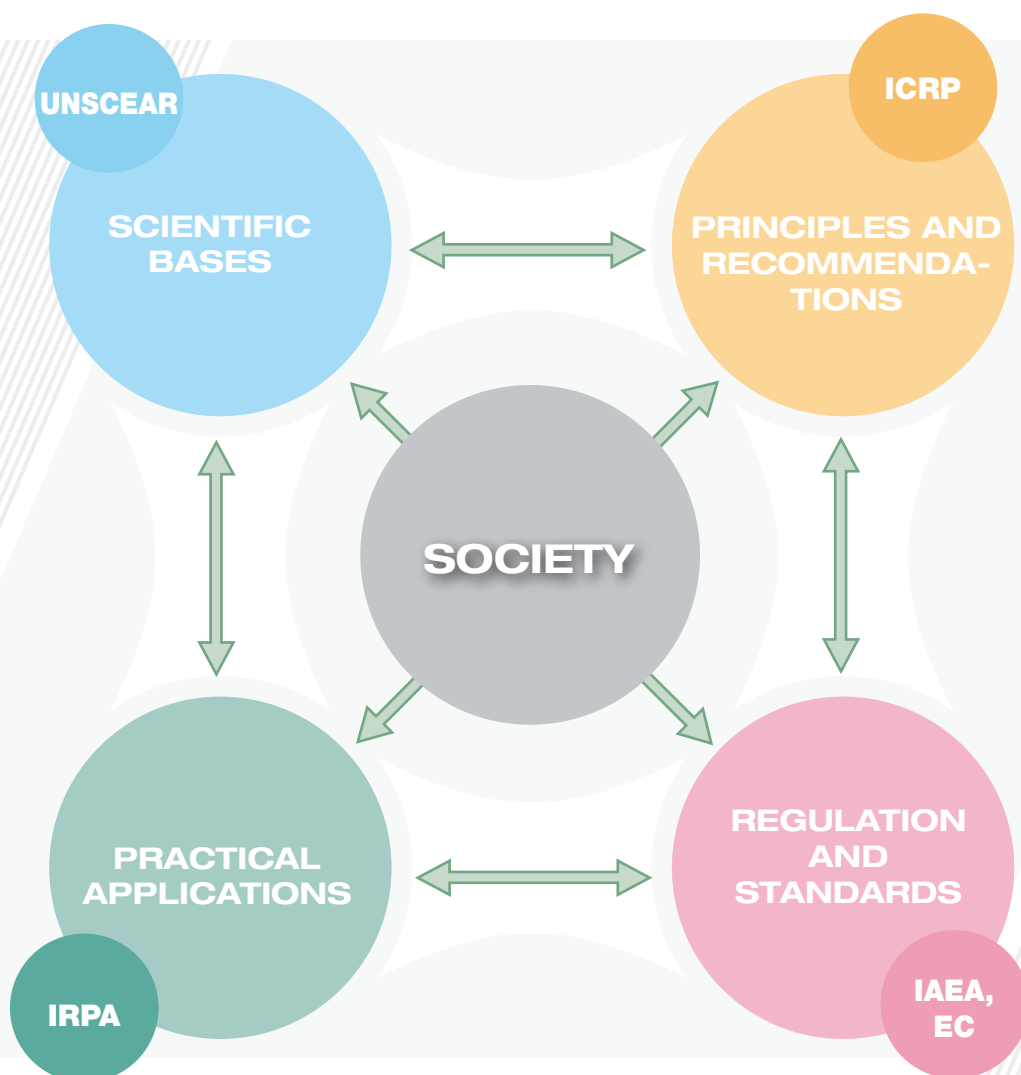 UNSCEAR
SCIENTIFIC
BASES
ICRP
PRINCIPLES AND
RECOMMENDA-
TIONS
SOCIETY
PRACTICAL
APPLICATIONS
IRPA
REGULATION
AND
STANDARDS
IAEA,
EC